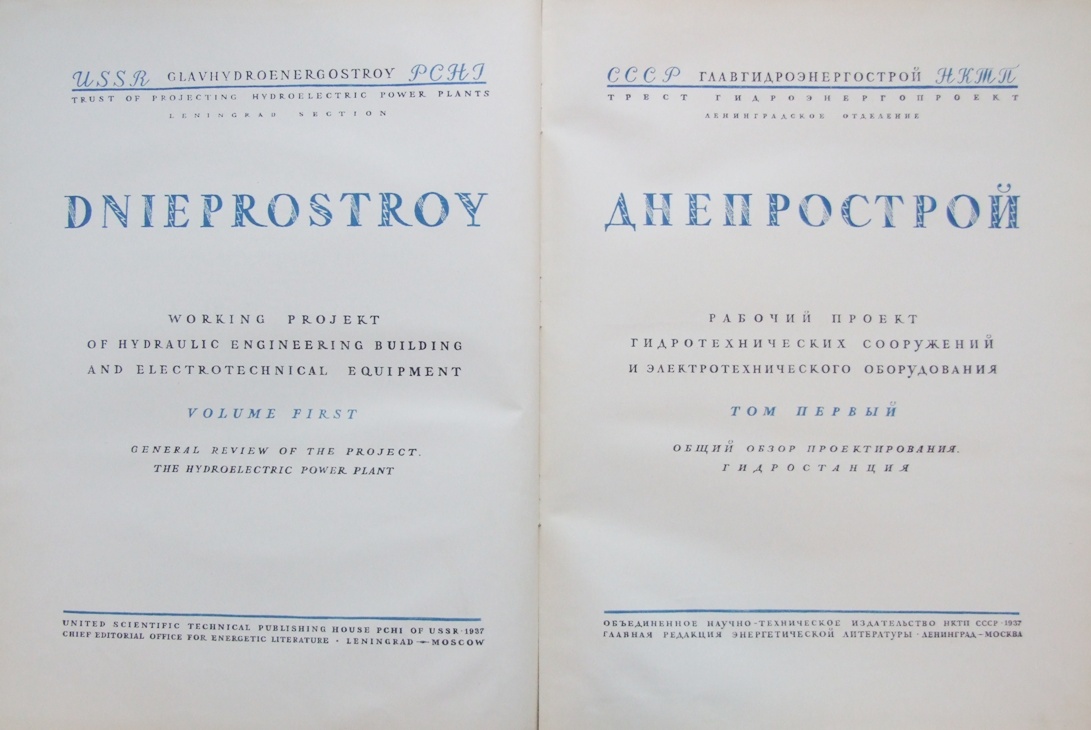 USSR GLAVHYDROENERGOSTROY PCHI
TRUST OF PROJECTING HYDROELECTRIC POWER PLANTS
LENINGRAD SECTION
DNIEPROSTROY
WORKING PROJEKT
OF HYDRAULIC ENGINEERING BUILDING
AND ELECTROTECHNICAL EQUIPMENT
VOLUME FIRST
GENERAL REVIEW OF THE PROJECT.
THE HYDROELECTRIC POWER PLANT
UNITED SCIENTIFIC TECHNICAL PUBLISHING HOUSE PCHI OF USSR·1937
CHIEF EDITORIAL OFFICE FOR ENERGETIC LITERATURE · LENINGRAD—MOSCOW
СССР ГЛАВГИДРОЭНЕРГОСТРОЙ НКТП
ТРЕСТ ГИДРОЭНЕРГОПРОЕКТ
ЛЕНИНГРАДСКОЕ ОТДЕЛЕНИЕ
ДНЕПРОСТРОЙ
РАБОЧИЙ ПРОЕКТ
ГИДРОТЕХНИЧЕСКИХ СООРУЖЕНИЙ
И ЭЛЕКТРОТЕХНИЧЕСКОГО ОБОРУДОВАНИЯ
ТОМ ПЕРВЫЙ
ОБЩИЙ ОБЗОР ПРОЕКТИРОВАНИЯ.
ГИДРОСТАНЦИЯ
ОБЪЕДИНЕННОЕ НАУЧНО-ТЕХНИЧЕСКОЕ ИЗДАТЕЛЬСТВО НКТП СССР·1937
ГЛАВНАЯ РЕДАКЦИЯ ЭНЕРГЕТИЧЕСКОЙ ЛИТЕРАТУРЫ · ЛЕНИНГРАД—МОСКВА